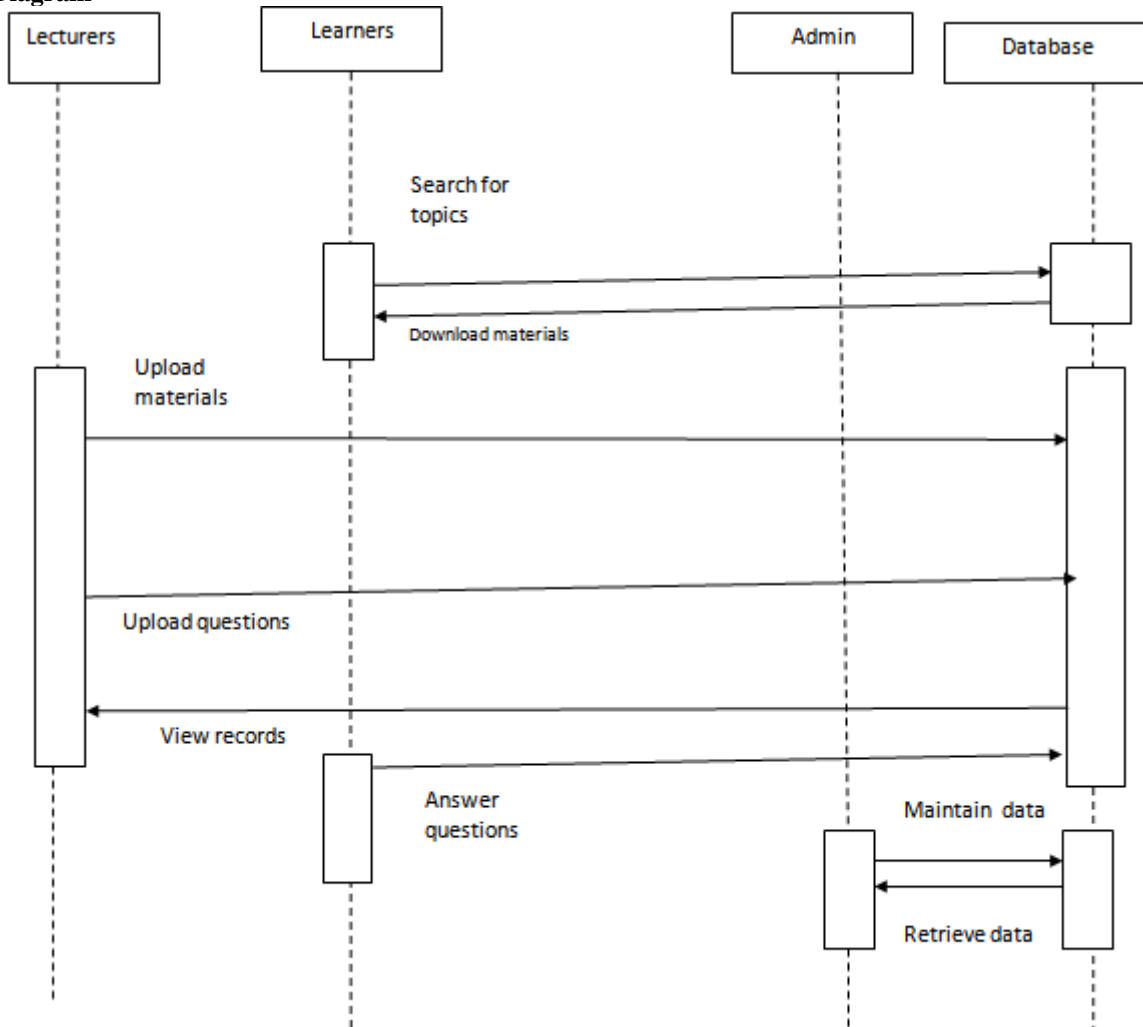 Lecturers
Learners
Admin
Database
Search for
topics
Download materials
Upload
materials
Upload questions
View records
Answer
questions
Maintain data
Retrieve data